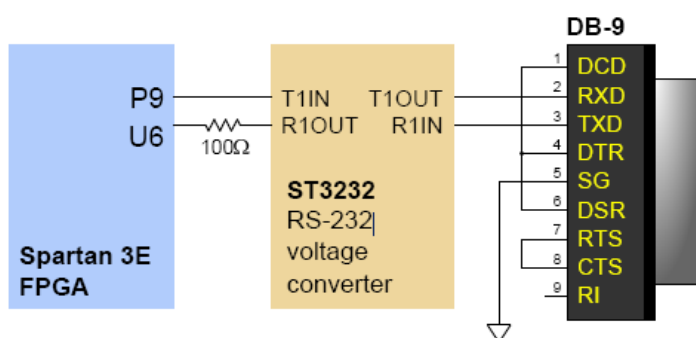 DB-9
P9
U6
100Ω
Spartan 3E
FPGA
T1IN T1OUT
R1OUT R1IN
ST3232
RS-232|
voltage
converter
1 DCD
2 RXD
3 TXD
4 DTR
5 SG
6 DSR
7 RTS
8 CTS
9 RI